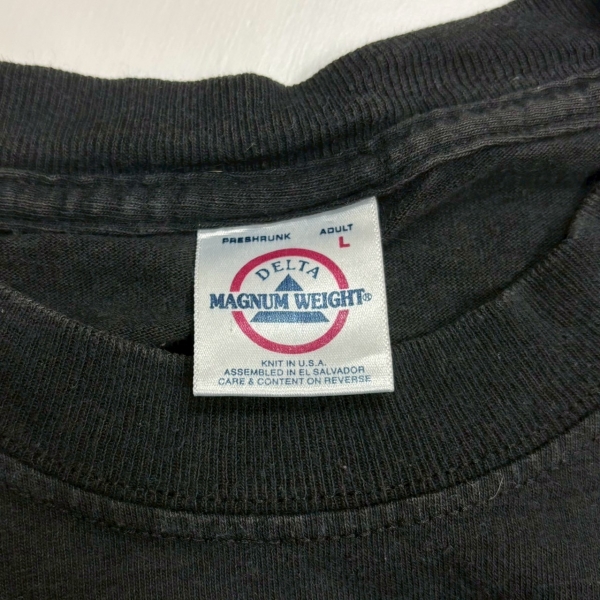 PRESHRUNK ADULT
L
DELTA
MAGNUM WEIGHT®
KNIT IN U.S.A.
ASSEMBLED IN EL SALVADOR
CARE & CONTENT ON REVERSE